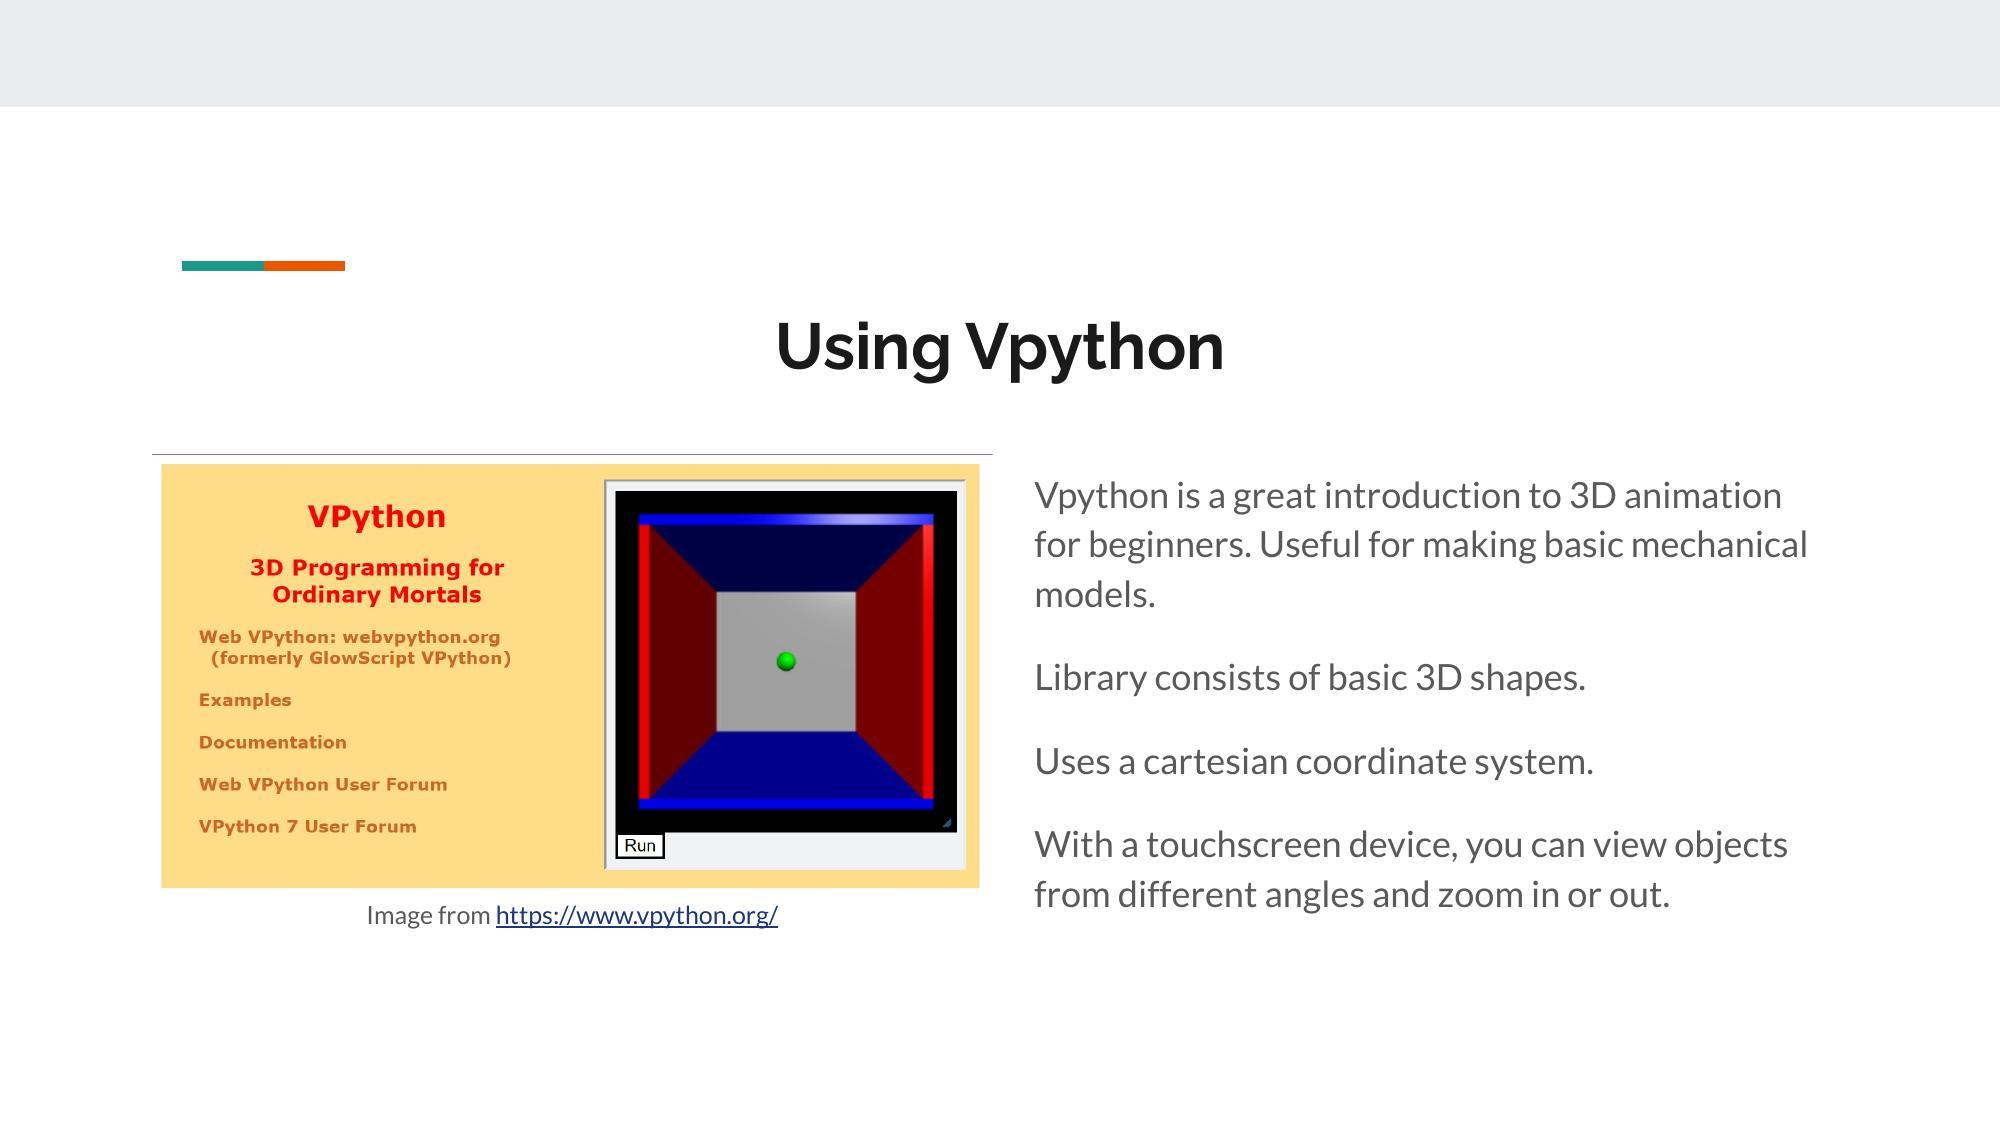 Using Vpython
VPython
3D Programming for
Ordinary Mortals
Web VPython: webvpython.org
(formerly GlowScript VPython)
Examples
Documentation
Web VPython User Forum
VPython 7 User Forum
Run
Image from https://www.vpython.org/
Vpython is a great introduction to 3D animation
for beginners. Useful for making basic mechanical
models.
Library consists of basic 3D shapes.
Uses a cartesian coordinate system.
With a touchscreen device, you can view objects
from different angles and zoom in or out.